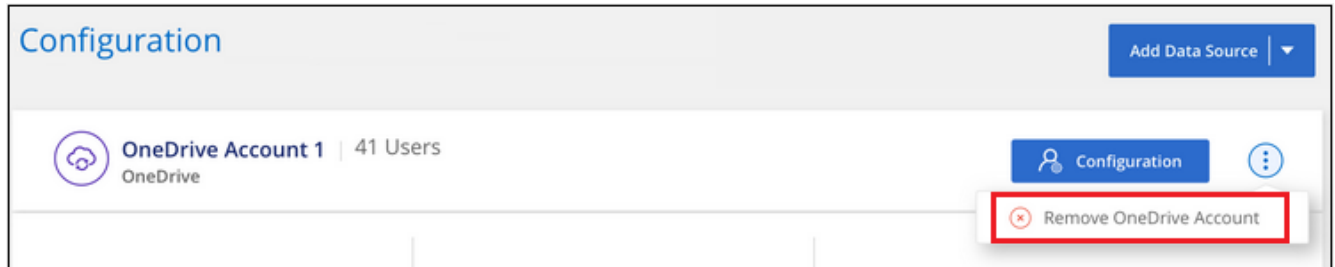 Configuration
Add Data Source
OneDrive Account 1 | 41 Users
OneDrive
Configuration
Remove OneDrive Account